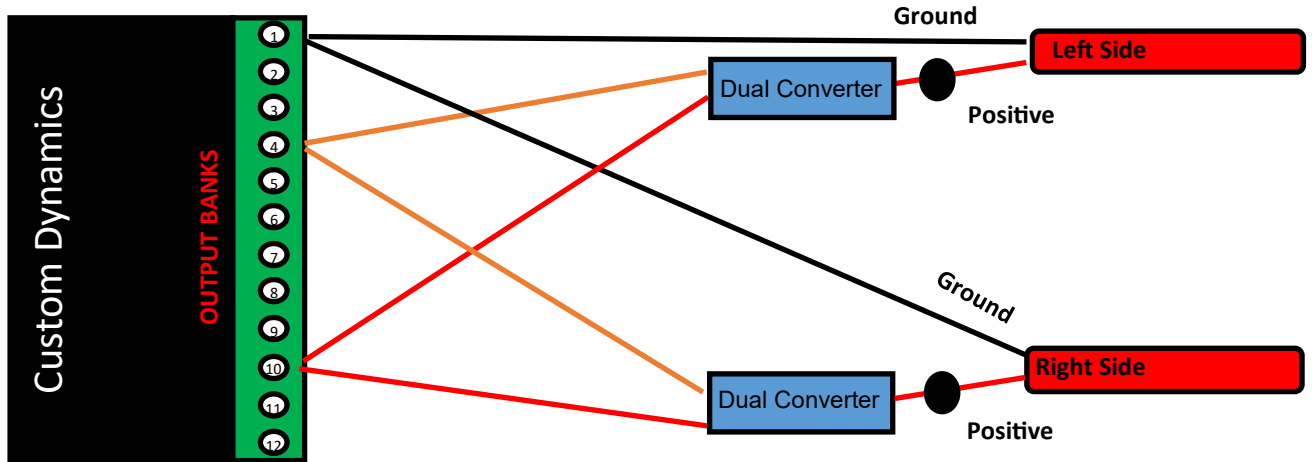 Custom Dynamics
OUTPUT BANKS
1
2
3
4
5
6
7
8
9
10
11
12
Ground
Left Side
Dual Converter
Positive
Ground
Right Side
Dual Converter
Positive